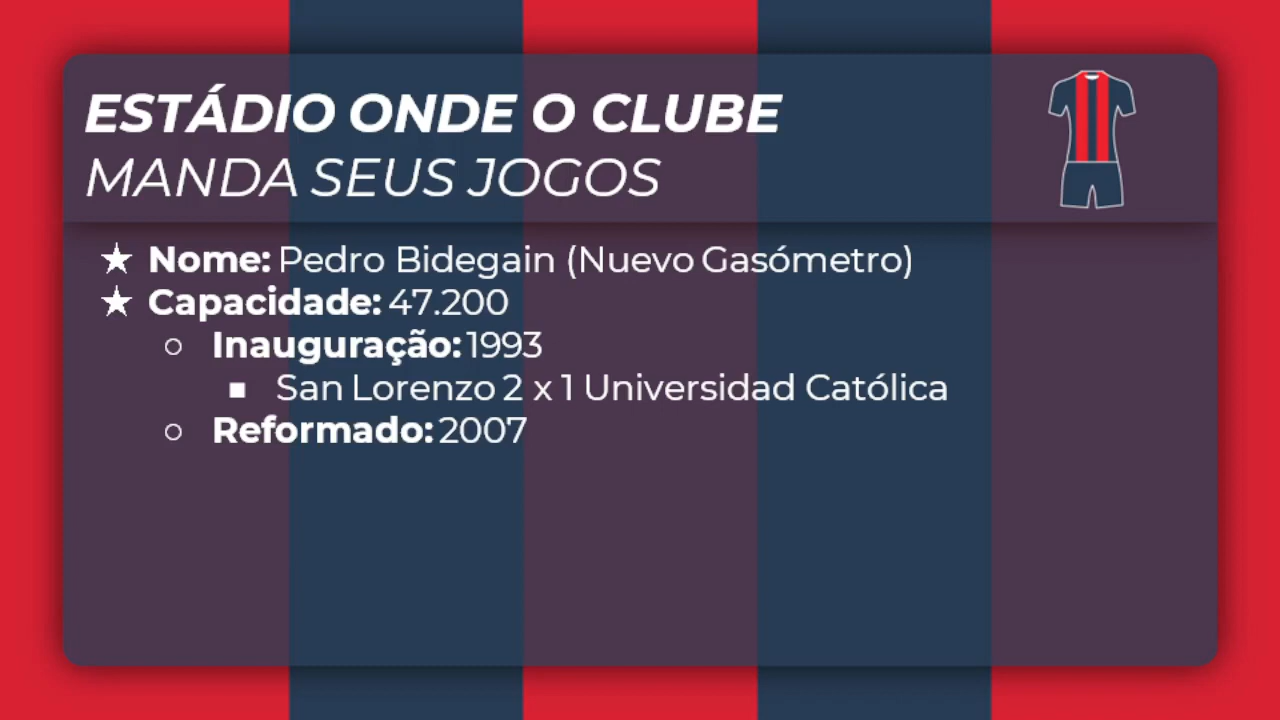 ESTÁDIO ONDE O CLUBE
MANDA SEUS JOGOS
★ Nome: Pedro Bidegain (Nuevo Gasómetro)
★ Capacidade: 47.200
○ Inauguração: 1993
■ San Lorenzo 2 x 1 Universidad Católica
○ Reformado: 2007